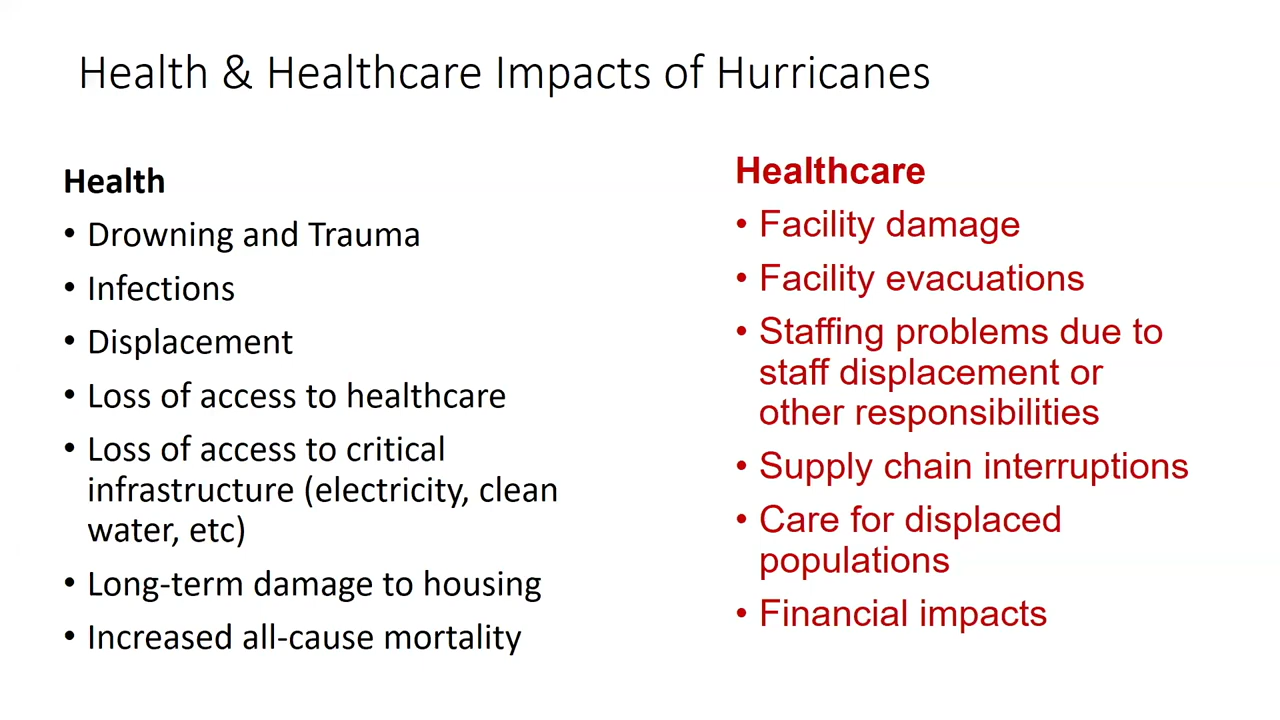 Health & Healthcare Impacts of Hurricanes
Health
• Drowning and Trauma
• Infections
• Displacement
• Loss of access to healthcare
• Loss of access to critical
infrastructure (electricity, clean
water, etc)
• Long-term damage to housing
• Increased all-cause mortality
Healthcare
• Facility damage
• Facility evacuations
• Staffing problems due to
staff displacement or
other responsibilities
• Supply chain interruptions
• Care for displaced
populations
• Financial impacts